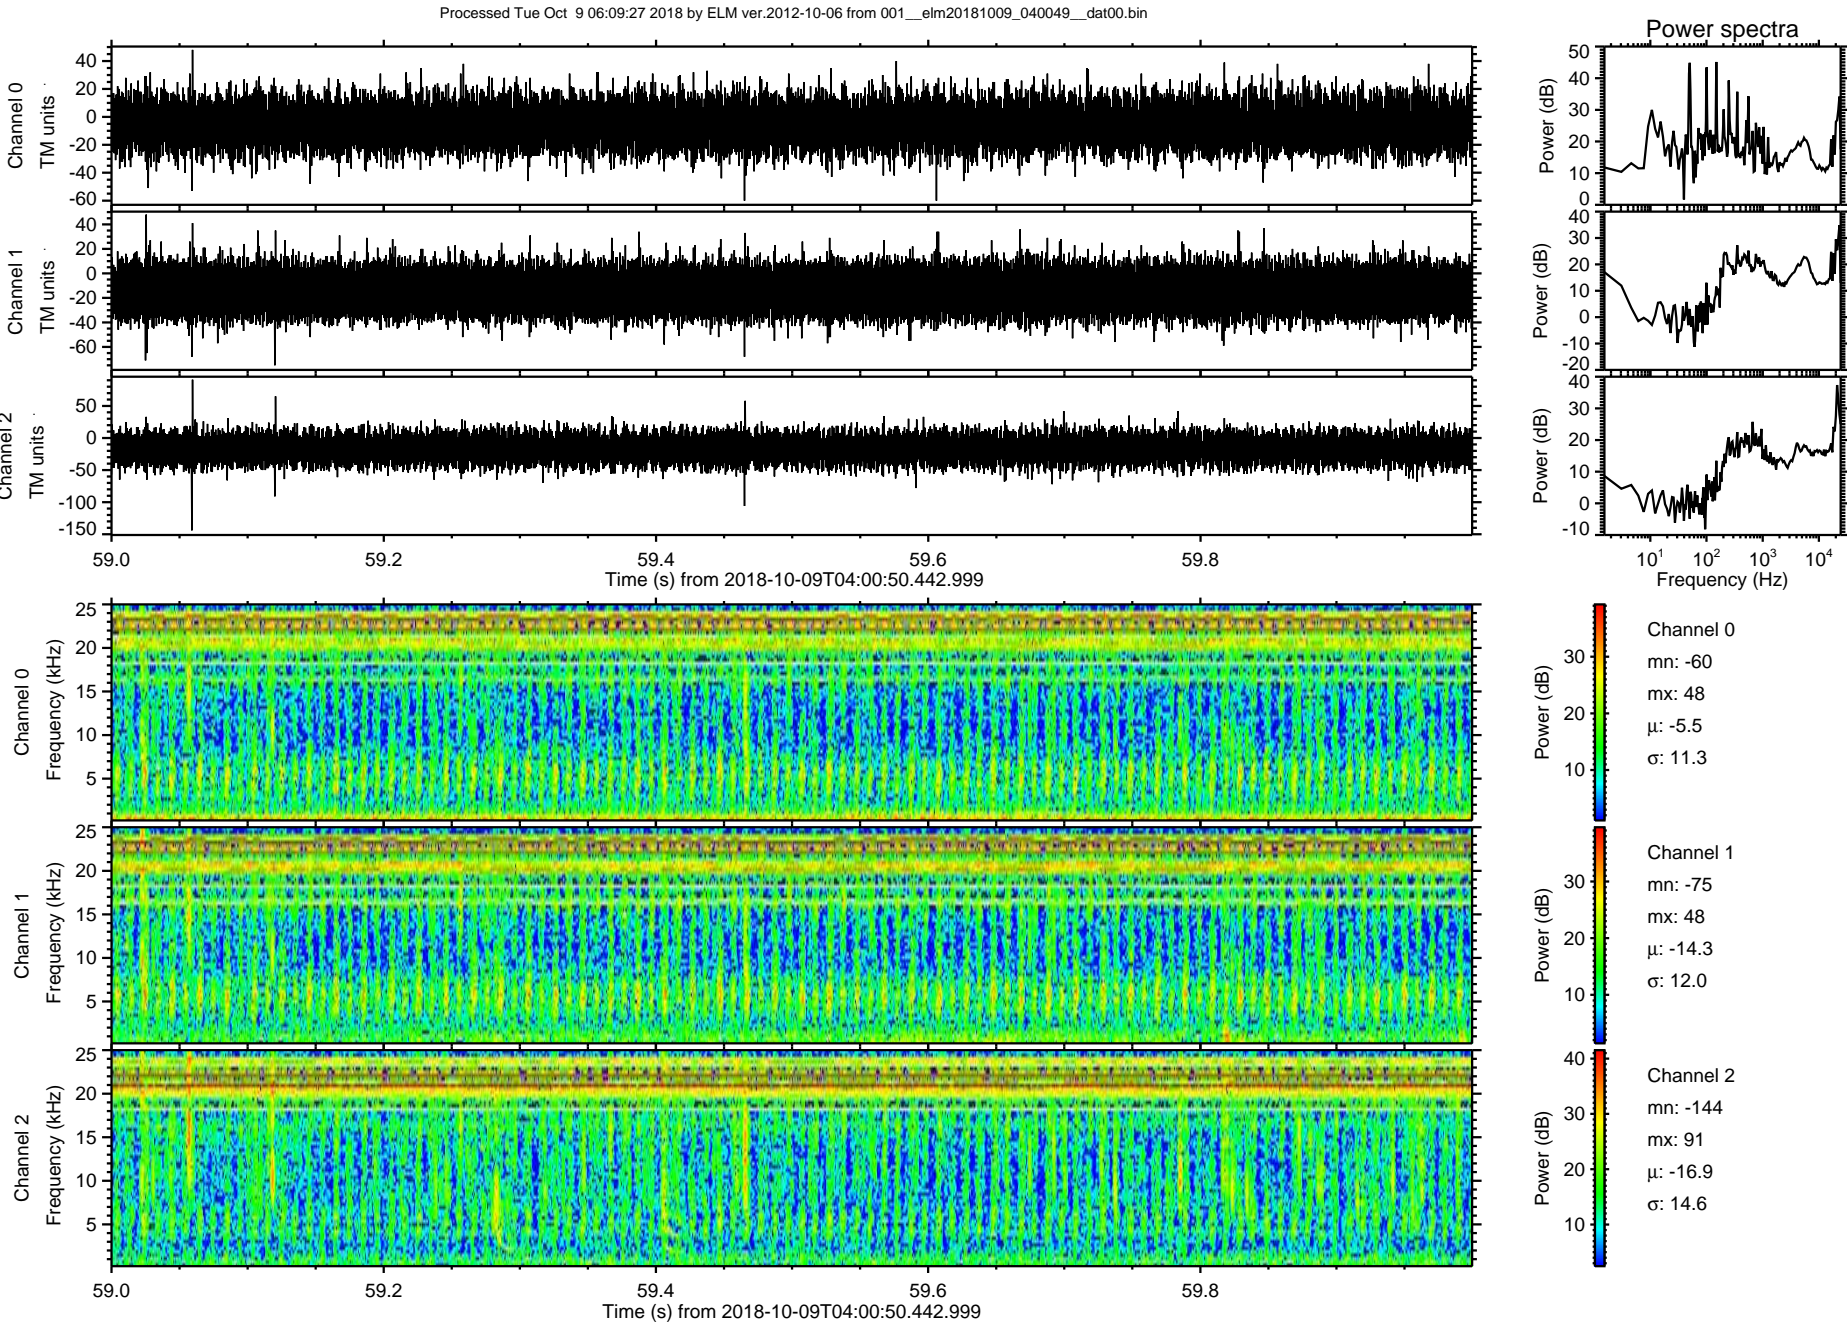 Processed Tue Oct  9 06:09:27 2018 by ELM ver.2012-10-06 from 001__elm20181009_040049__dat00.bin
Power spectra
Channel 0
TM units
40
20
0
-20
-40
-60
Power (dB)
50
40
30
20
10
0
Channel 1
TM units
40
20
0
-20
-40
-60
Power (dB)
40
30
20
10
0
-10
-20
Channel 2
TM units
50
0
-50
-100
-150
Power (dB)
40
30
20
10
0
-10
59.0 59.2 59.4 59.6 59.8
Time (s) from 2018-10-09T04:00:50.442.999
10^1 10^2 10^3 10^4
Frequency (Hz)
Channel 0
Frequency (kHz)
25
20
15
10
5
Power (dB)
30
20
10
Channel 0
mn: -60
mx: 48
μ: -5.5
σ: 11.3
Channel 1
Frequency (kHz)
25
20
15
10
5
Power (dB)
30
20
10
Channel 1
mn: -75
mx: 48
μ: -14.3
σ: 12.0
Channel 2
Frequency (kHz)
25
20
15
10
5
Power (dB)
40
30
20
10
Channel 2
mn: -144
mx: 91
μ: -16.9
σ: 14.6
59.0 59.2 59.4 59.6 59.8
Time (s) from 2018-10-09T04:00:50.442.999